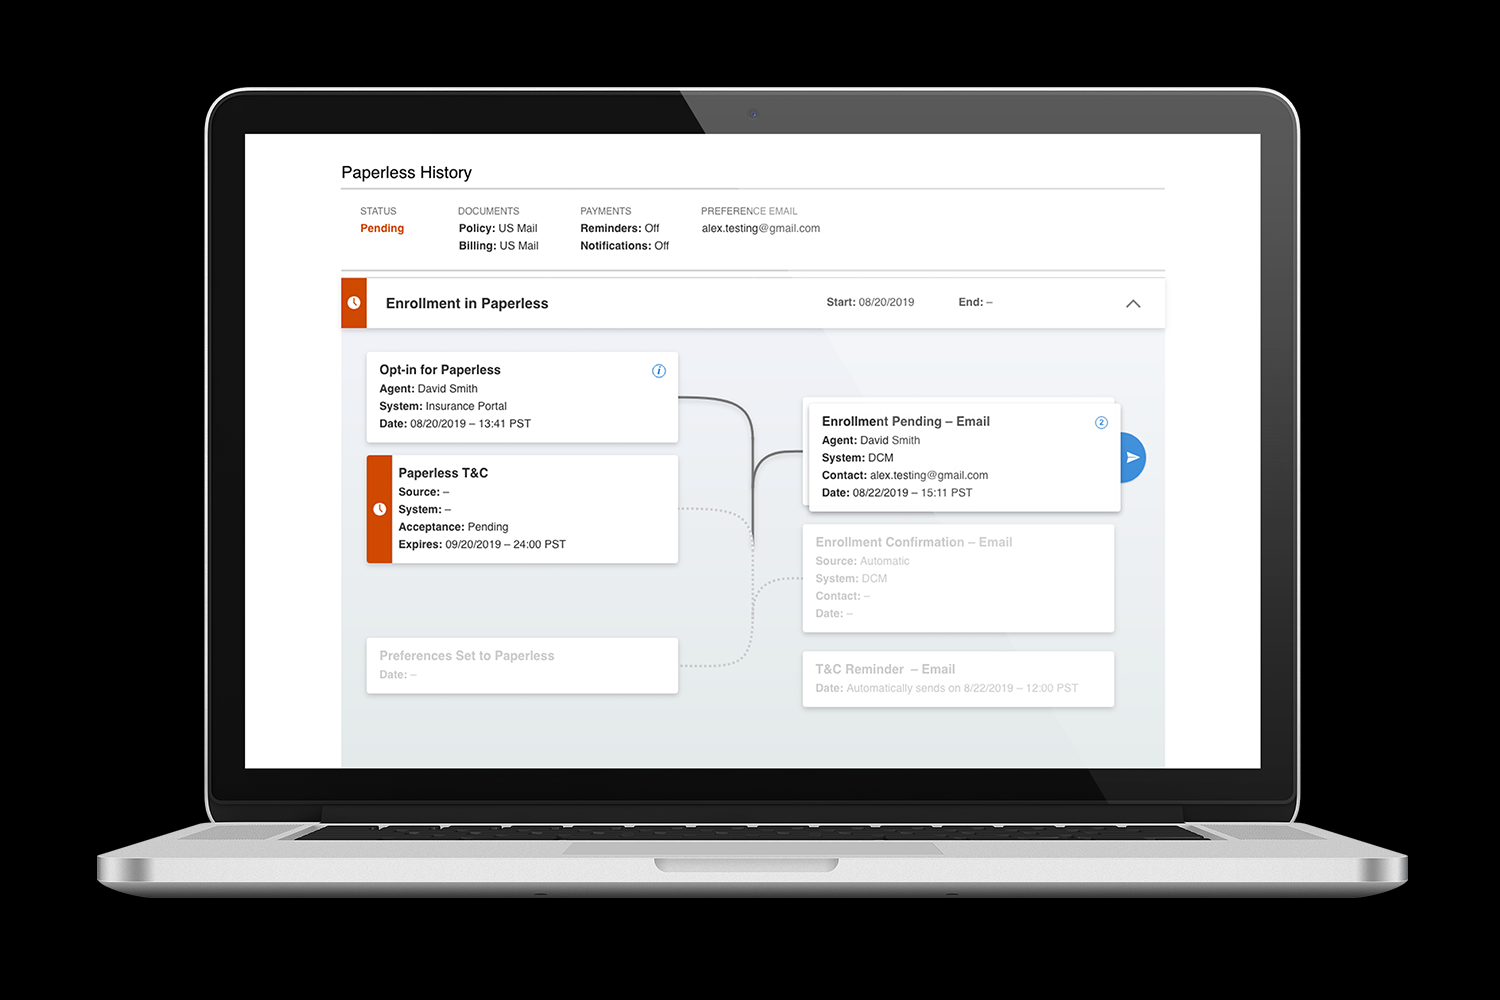 Paperless History
STATUS
Pending
DOCUMENTS
Policy: US Mail
Billing: US Mail
PAYMENTS
Reminders: Off
Notifications: Off
PREFERENCE EMAIL
alex.testing@gmail.com
Enrollment in Paperless
Start: 08/20/2019
End: –
Opt-in for Paperless
i
Agent: David Smith
System: Insurance Portal
Date: 08/20/2019 – 13:41 PST
Paperless T&C
Source: –
System: –
Acceptance: Pending
Expires: 09/20/2019 – 24:00 PST
Preferences Set to Paperless
Date: –
Enrollment Pending – Email
2
Agent: David Smith
System: DCM
Contact: alex.testing@gmail.com
Date: 08/22/2019 – 15:11 PST
Enrollment Confirmation – Email
Source: Automatic
System: DCM
Contact: –
Date: –
T&C Reminder – Email
Date: Automatically sends on 8/22/2019 – 12:00 PST